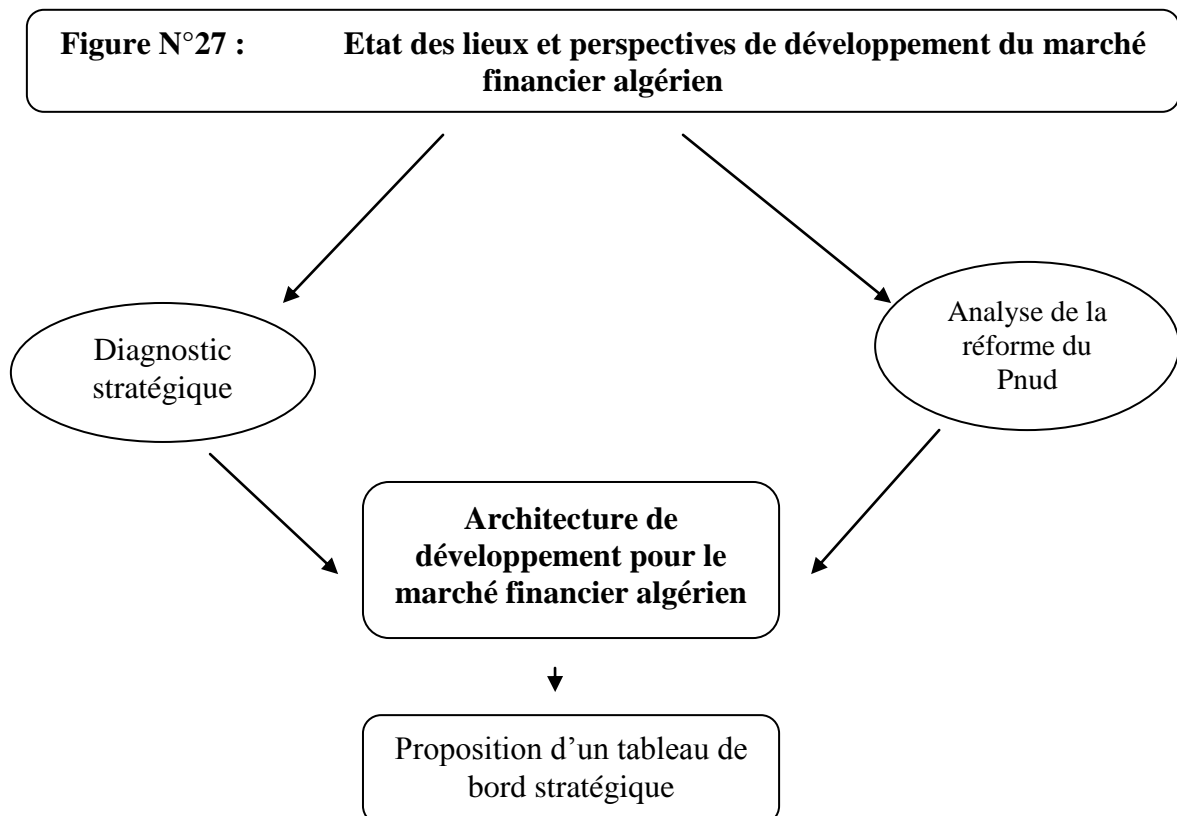 Figure N°27 : Etat des lieux et perspectives de développement du marché
financier algérien
Diagnostic
stratégique
Analyse de la
réforme du
Pnud
Architecture de
développement pour le
marché financier algérien
Proposition d’un tableau de
bord stratégique